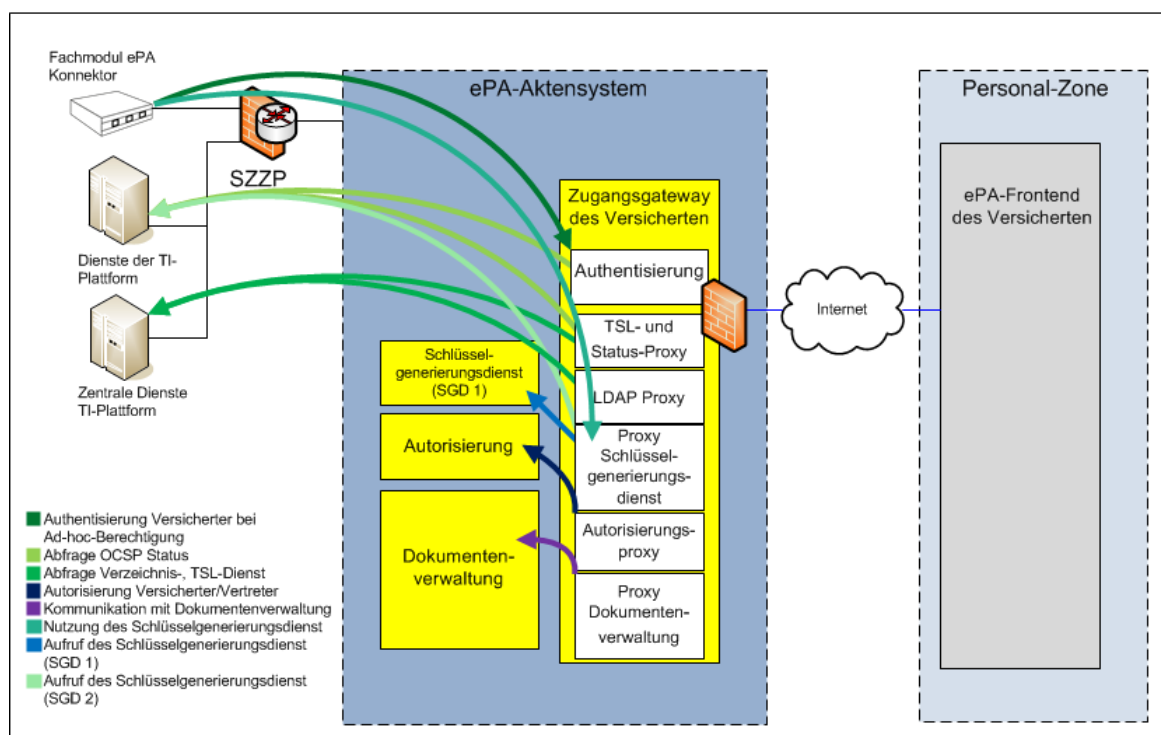 Fachmodul ePA
Konnektor
SZZP
Dienste der TI-
Plattform
Zentrale Dienste
TI-Plattform
ePA-Aktensystem
Zugangsgateway
des Versicherten
Authentisierung
TSL- und
Status-Proxy
LDAP Proxy
Proxy
Schlüssel-
generierungs-
dienst
Autorisierungs-
proxy
Proxy
Dokumenten-
verwaltung
Schlüssel-
generierungsdienst
(SGD 1)
Autorisierung
Dokumenten-
verwaltung
Internet
Personal-Zone
ePA-Frontend
des Versicherten
Authentisierung Versicherter bei
Ad-hoc-Berechtigung
Abfrage OCSP Status
Abfrage Verzeichnis-, TSL-Dienst
Autorisierung Versicherter/Vertreter
Kommunikation mit Dokumentenverwaltung
Nutzung des Schlüsselgenerierungsdienst
Aufruf des Schlüsselgenerierungsdienst
(SGD 1)
Aufruf des Schlüsselgenerierungsdienst
(SGD 2)